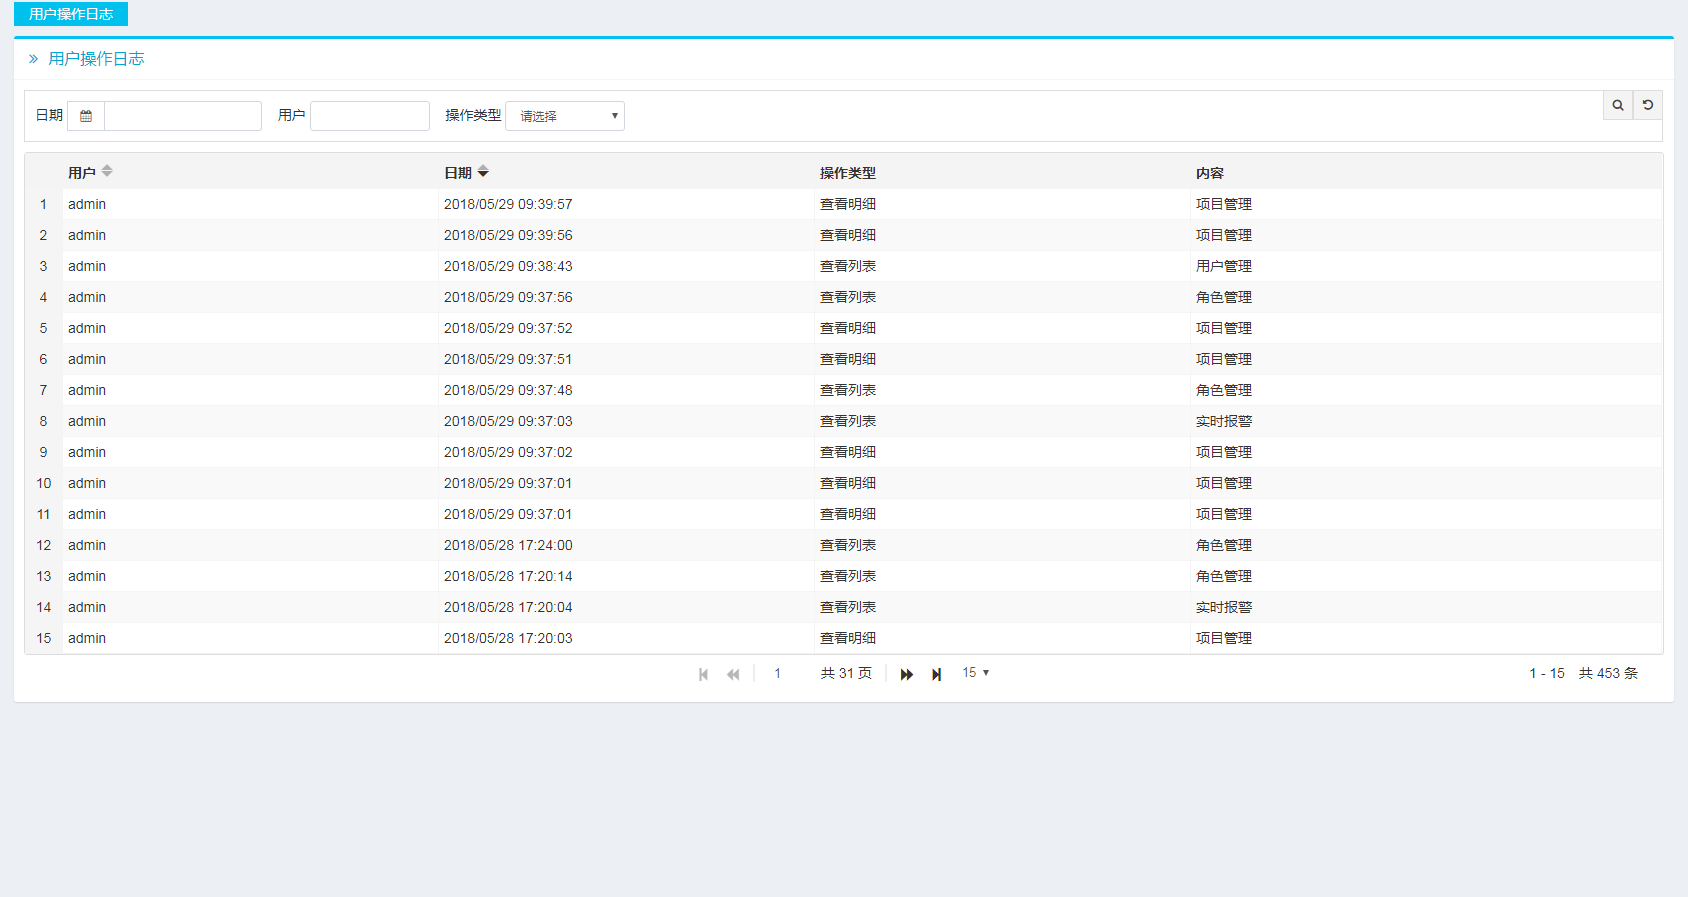 用户操作日志
用户操作日志
日期 用户 操作类型 请选择
用户 日期 操作类型 内容
1 admin 2018/05/29 09:39:57 查看明细 项目管理
2 admin 2018/05/29 09:39:56 查看明细 项目管理
3 admin 2018/05/29 09:38:43 查看列表 用户管理
4 admin 2018/05/29 09:37:56 查看列表 角色管理
5 admin 2018/05/29 09:37:52 查看明细 项目管理
6 admin 2018/05/29 09:37:51 查看明细 项目管理
7 admin 2018/05/29 09:37:48 查看列表 角色管理
8 admin 2018/05/29 09:37:03 查看列表 实时报警
9 admin 2018/05/29 09:37:02 查看明细 项目管理
10 admin 2018/05/29 09:37:01 查看明细 项目管理
11 admin 2018/05/29 09:37:01 查看明细 项目管理
12 admin 2018/05/28 17:24:00 查看列表 角色管理
13 admin 2018/05/28 17:20:14 查看列表 角色管理
14 admin 2018/05/28 17:20:04 查看列表 实时报警
15 admin 2018/05/28 17:20:03 查看明细 项目管理
1 共 31 页 15 1 - 15 共 453 条